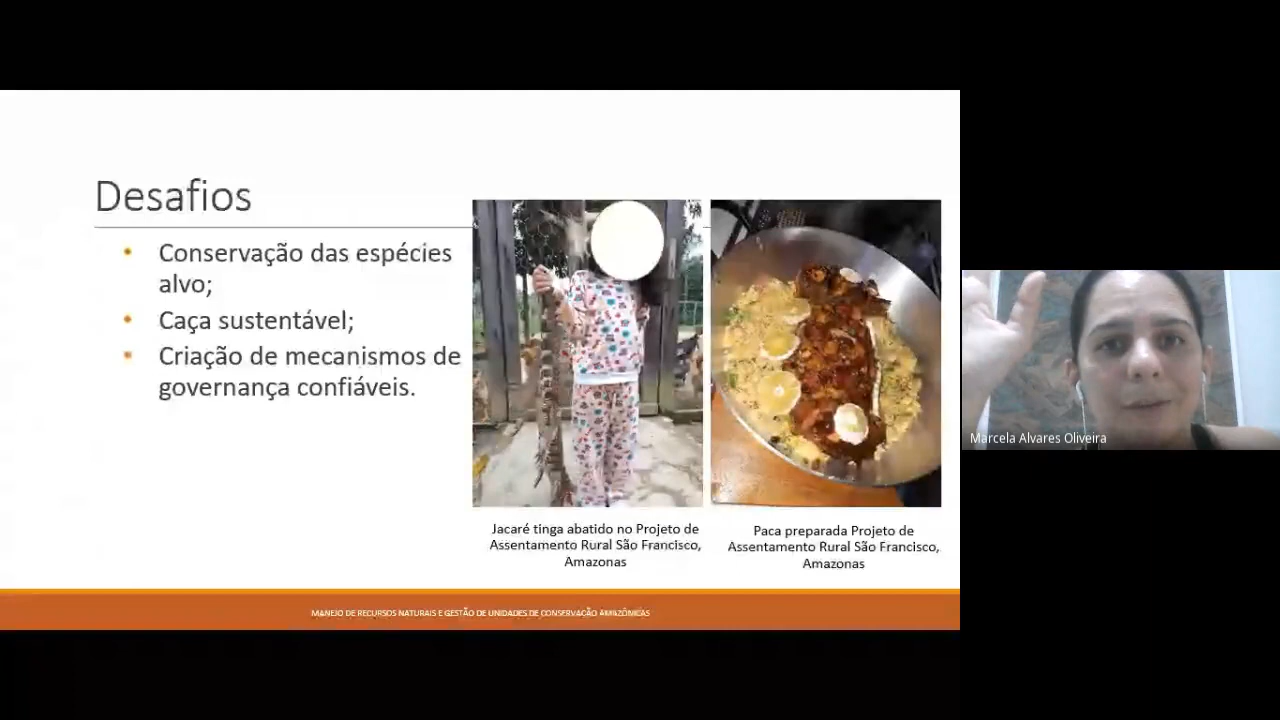 Desafios
• Conservação das espécies
alvo;
• Caça sustentável;
• Criação de mecanismos de
governança confiáveis.
Jacaré tinga abatido no Projeto de
Assentamento Rural São Francisco,
Amazonas
Paca preparada Projeto de
Assentamento Rural São Francisco,
Amazonas
MANEJO DE RECURSOS NATURAIS E GESTÃO DE UNIDADES DE CONSERVAÇÃO AMAZÔNICAS
Marcela Alvares Oliveira